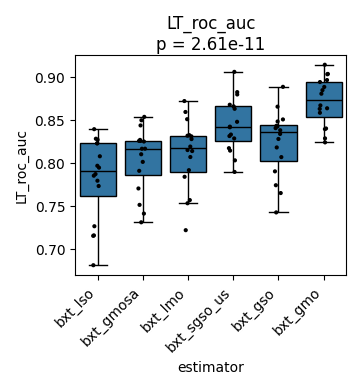 LT_roc_auc
p = 2.61e-11
LT_roc_auc
0.90
0.85
0.80
0.75
0.70
bxt_lso
bxt_gmosa
bxt_lmo
bxt_sgso_us
bxt_gso
bxt_gmo
estimator